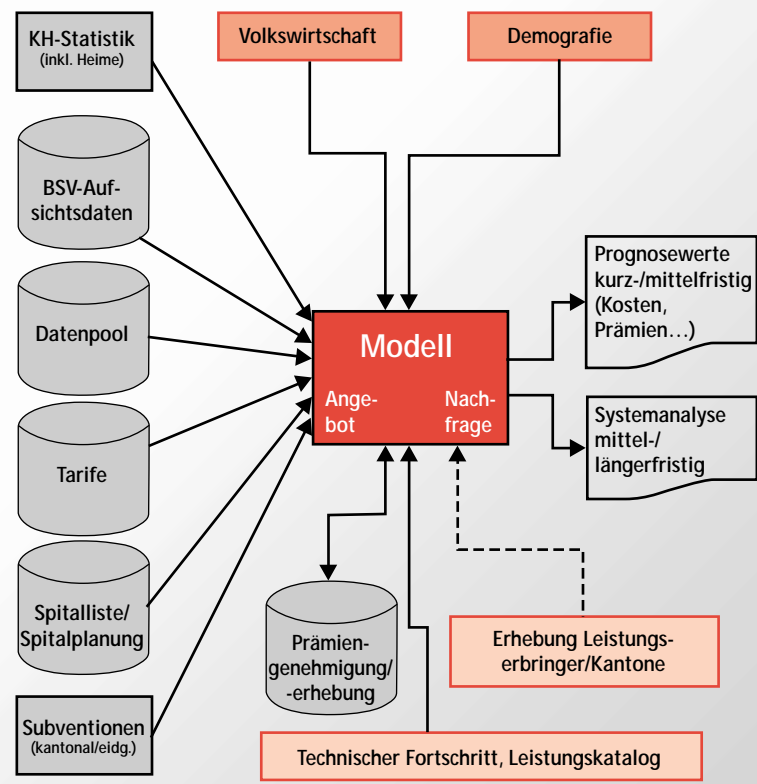 KH-Statistik
(inkl. Heime)
Volkswirtschaft
Demografie
BSV-Auf-
sichtsdaten
Datenpool
Tarife
Spitalliste/
Spitalplanung
Subventionen
(kantonal/eidg.)
Modell
Ange-
bot
Nach-
frage
Prognosewerte
kurz-/mittelfristig
(Kosten,
Prämien…)
Systemanalyse
mittel-/
längerfristig
Prämien-
genehmigung/
-erhebung
Erhebung Leistungs-
erbringer/Kantone
Technischer Fortschritt, Leistungskatalog